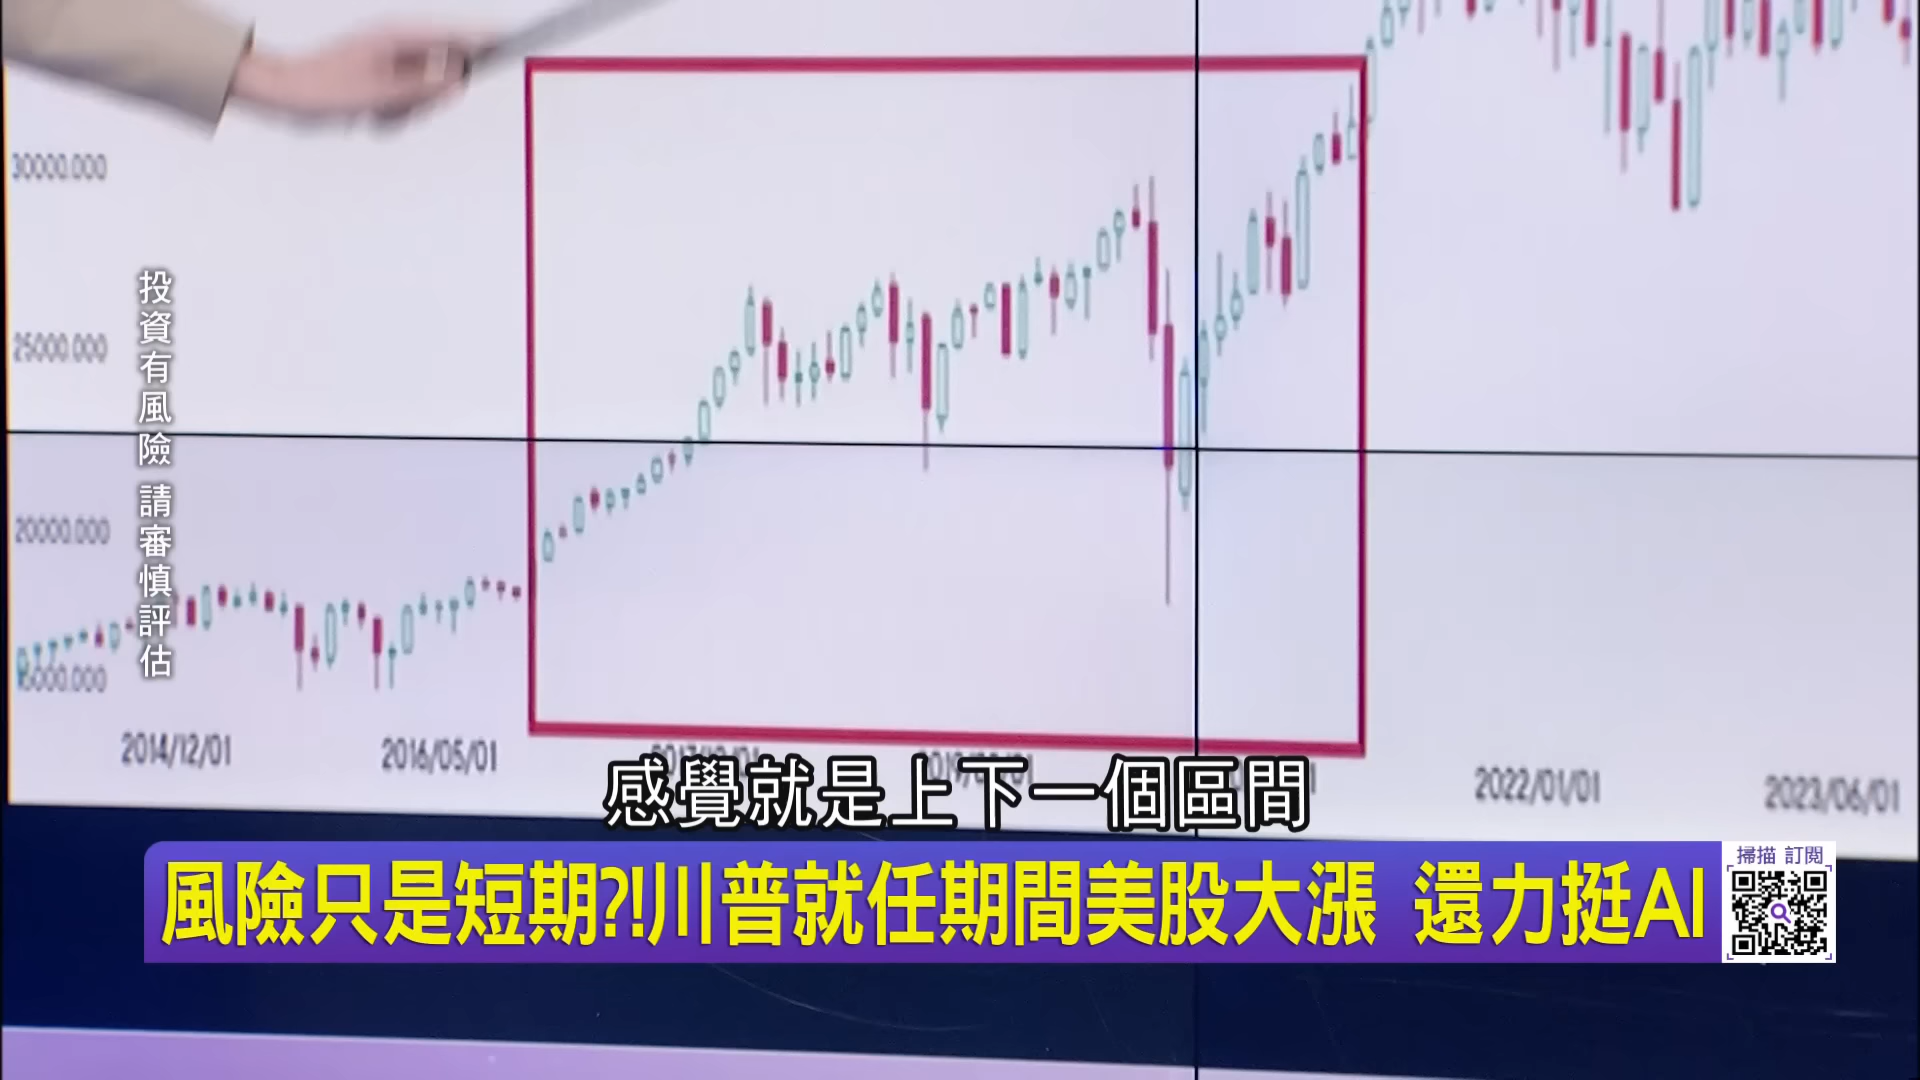 30000.000
25000.000
20000.000
投資有風險 請審慎評估
2014/12/01
2016/05/01
2022/01/01
2023/06/01
感覺就是上下一個區間
風險只是短期?!川普就任期間美股大漲 還力挺AI
掃描 訂閱